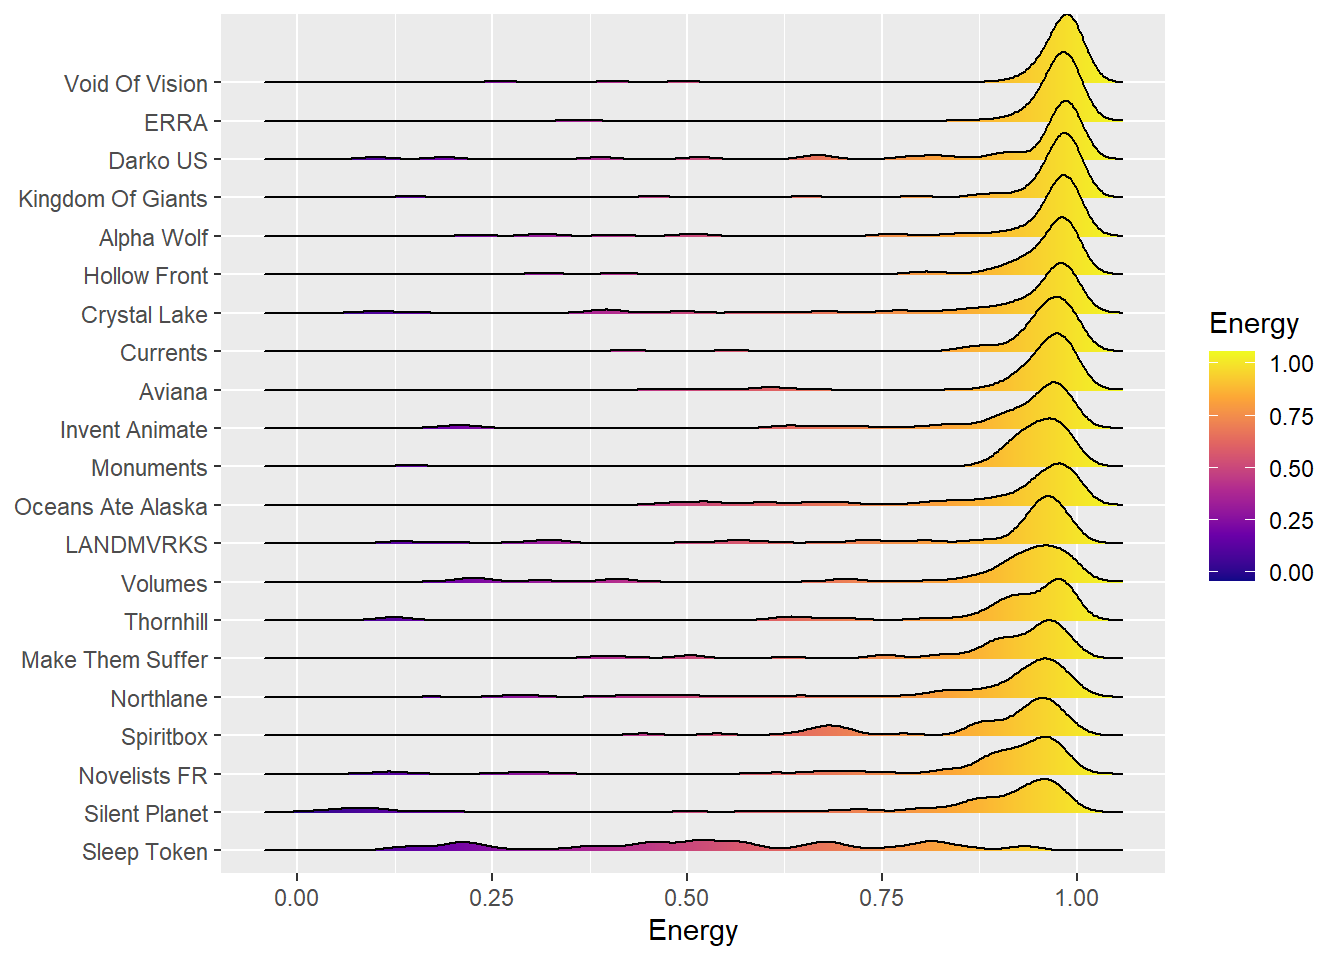 Void Of Vision
ERRA
Darko US
Kingdom Of Giants
Alpha Wolf
Hollow Front
Crystal Lake
Currents
Aviana
Invent Animate
Monuments
Oceans Ate Alaska
LANDMVRKS
Volumes
Thornhill
Make Them Suffer
Northlane
Spiritbox
Novelists FR
Silent Planet
Sleep Token
0.00 0.25 0.50 0.75 1.00
Energy
Energy
1.00
0.75
0.50
0.25
0.00